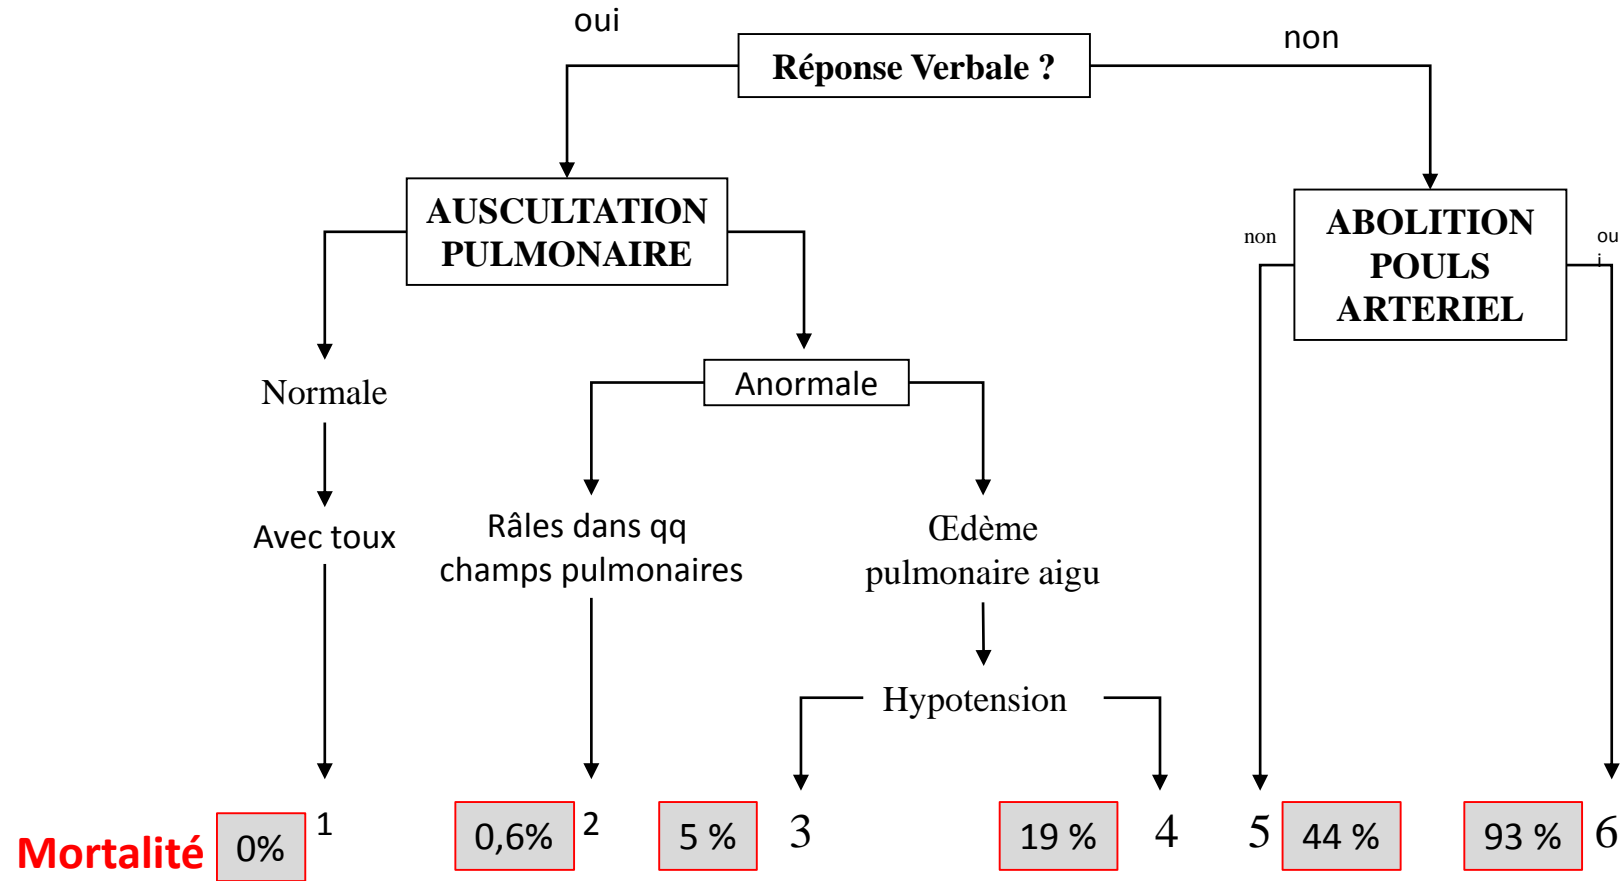 oui
non
Réponse Verbale ?
AUSCULTATION
PULMONAIRE
non
ABOLITION
POULS
ARTERIEL
ou
i
Normale
Anormale
Avec toux
Râles dans qq
champs pulmonaires
Œdème
pulmonaire aigu
Hypotension
Mortalité 0% 1 0,6% 2 5 % 3 19 % 4 5 44 % 93 % 6